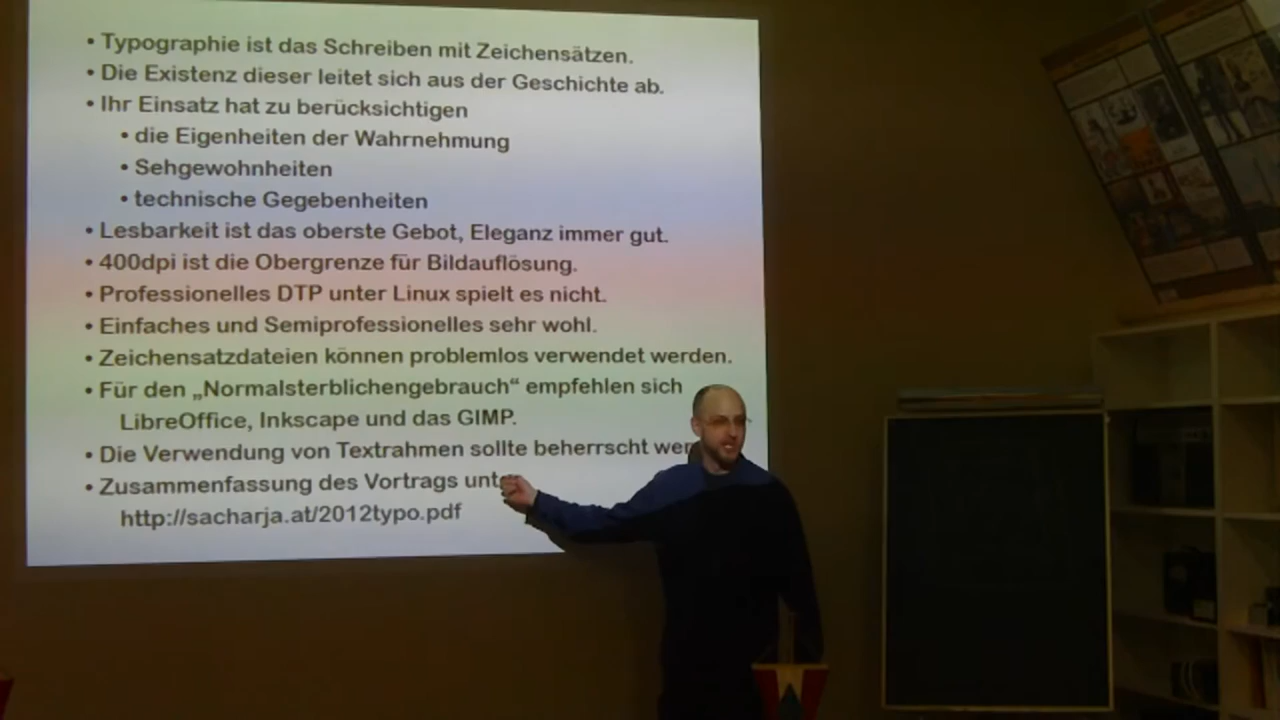 • Typographie ist das Schreiben mit Zeichensätzen.
• Die Existenz dieser leitet sich aus der Geschichte ab.
• Ihr Einsatz hat zu berücksichtigen
• die Eigenheiten der Wahrnehmung
• Sehgewohnheiten
• technische Gegebenheiten
• Lesbarkeit ist das oberste Gebot, Eleganz immer gut.
• 400dpi ist die Obergrenze für Bildauflösung.
• Professionelles DTP unter Linux spielt es nicht.
• Einfaches und Semiprofessionelles sehr wohl.
• Zeichensatzdateien können problemlos verwendet werden.
• Für den „Normalsterblichengebrauch“ empfehlen sich
LibreOffice, Inkscape und das GIMP.
• Die Verwendung von Textrahmen sollte beherrscht wer
• Zusammenfassung des Vortrags unt
http://sacharja.at/2012typo.pdf